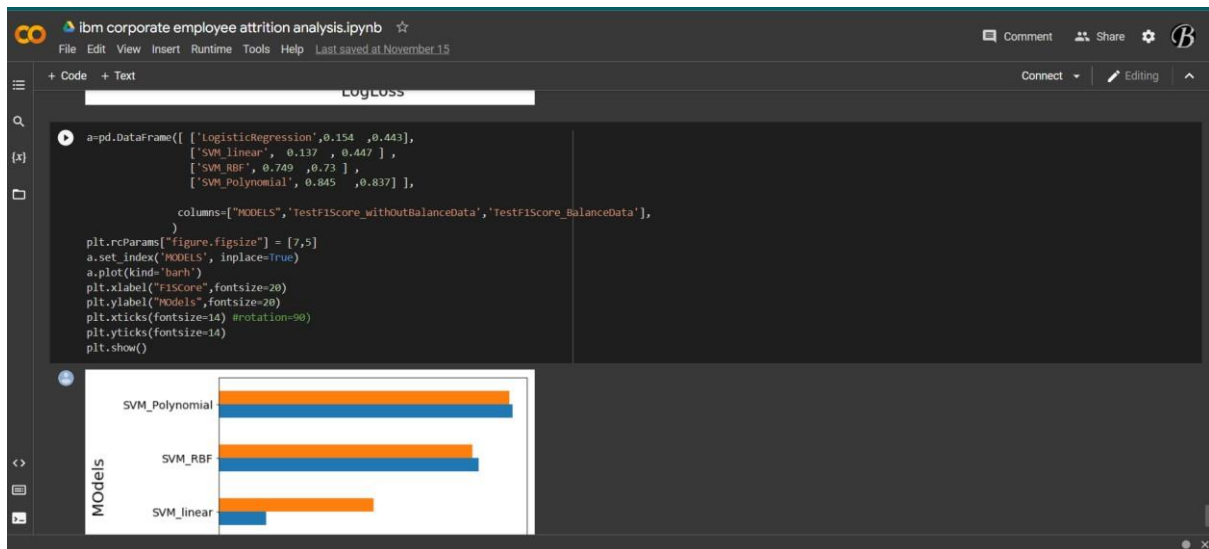 ibm corporate employee attrition analysis.ipynb
Comment Share
File Edit View Insert Runtime Tools Help Last saved at November 15
+ Code + Text
Connect Editing
LogLoss
{x}
a=pd.DataFrame([ ['LogisticRegression',0.154 ,0.443],
['SVM_linear', 0.137 , 0.447 ] ,
['SVM_RBF', 0.749 ,0.73 ] ,
['SVM_Polynomial', 0.845 ,0.837] ],
columns=["MODELS",'TestF1Score_withOutBalanceData','TestF1Score_BalanceData'],
)
plt.rcParams["figure.figsize"] = [7,5]
a.set_index('MODELS', inplace=True)
a.plot(kind='barh')
plt.xlabel("F1SCore",fontsize=20)
plt.ylabel("MOdels",fontsize=20)
plt.xticks(fontsize=14) #rotation=90)
plt.yticks(fontsize=14)
plt.show()
SVM_Polynomial
SVM_RBF
SVM_linear
MOdels